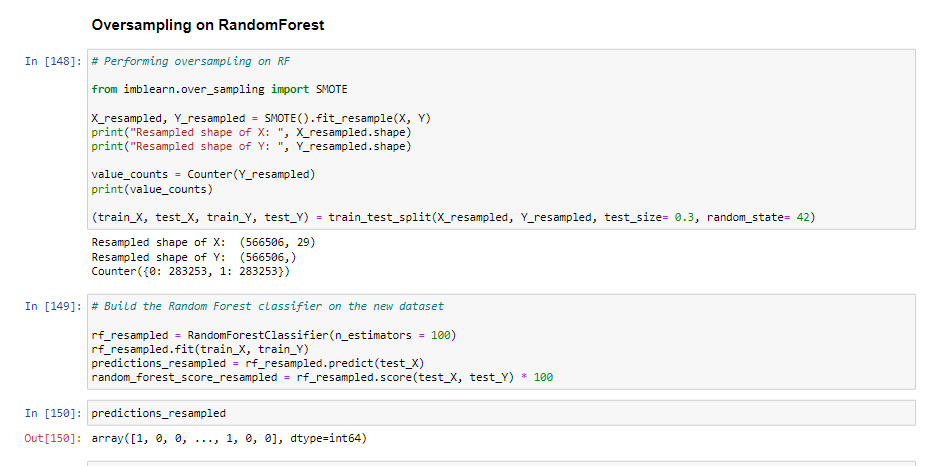 Oversampling on RandomForest
In [148]: # Performing oversampling on RF
from imblearn.over_sampling import SMOTE
X_resampled, Y_resampled = SMOTE().fit_resample(X, Y)
print("Resampled shape of X: ", X_resampled.shape)
print("Resampled shape of Y: ", Y_resampled.shape)
value_counts = Counter(Y_resampled)
print(value_counts)
(train_X, test_X, train_Y, test_Y) = train_test_split(X_resampled, Y_resampled, test_size= 0.3, random_state= 42)
Resampled shape of X:  (566506, 29)
Resampled shape of Y:  (566506,)
Counter({0: 283253, 1: 283253})
In [149]: # Build the Random Forest classifier on the new dataset
rf_resampled = RandomForestClassifier(n_estimators = 100)
rf_resampled.fit(train_X, train_Y)
predictions_resampled = rf_resampled.predict(test_X)
random_forest_score_resampled = rf_resampled.score(test_X, test_Y) * 100
In [150]: predictions_resampled
Out[150]: array([1, 0, 0, ..., 1, 0, 0], dtype=int64)